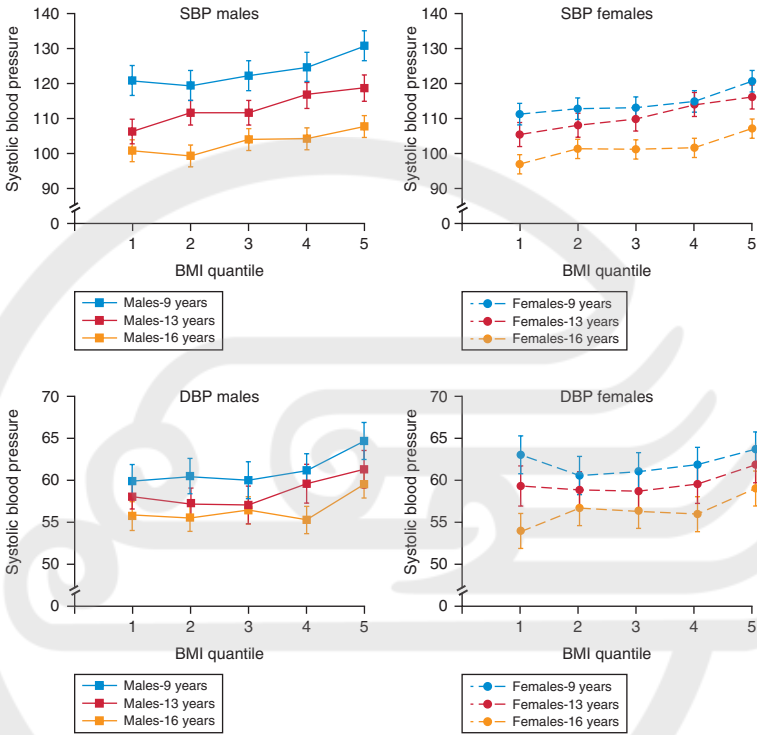 SBP males
Systolic blood pressure
140
130
120
110
100
90
0
1 2 3 4 5
BMI quantile
Males-9 years
Males-13 years
Males-16 years
SBP females
Systolic blood pressure
140
130
120
110
100
90
0
1 2 3 4 5
BMI quantile
Females-9 years
Females-13 years
Females-16 years
DBP males
Systolic blood pressure
70
65
60
55
50
0
1 2 3 4 5
BMI quantile
Males-9 years
Males-13 years
Males-16 years
DBP females
Systolic blood pressure
70
65
60
55
50
0
1 2 3 4 5
BMI quantile
Females-9 years
Females-13 years
Females-16 years